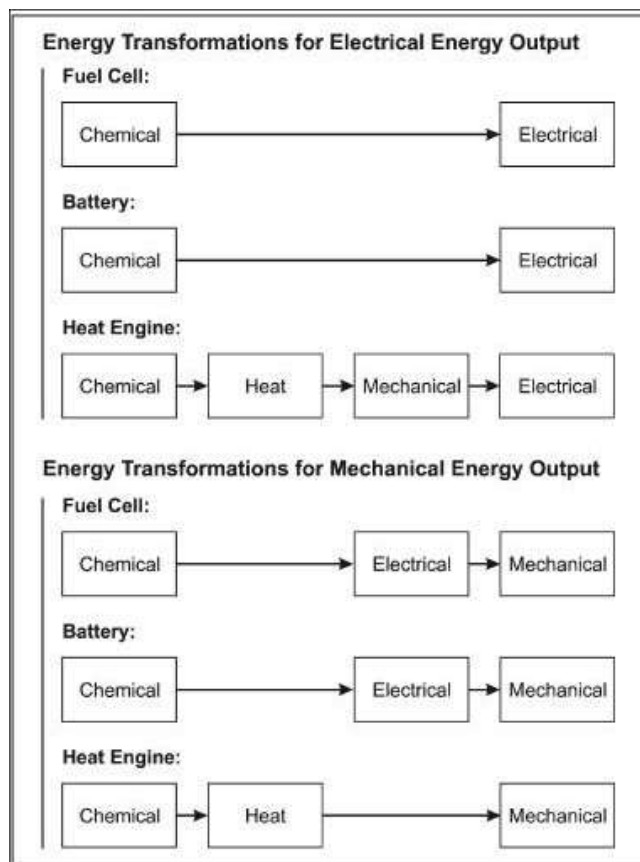 Energy Transformations for Electrical Energy Output
Fuel Cell:
Chemical Electrical
Battery:
Chemical Electrical
Heat Engine:
Chemical Heat Mechanical Electrical
Energy Transformations for Mechanical Energy Output
Fuel Cell:
Chemical Electrical Mechanical
Battery:
Chemical Electrical Mechanical
Heat Engine:
Chemical Heat Mechanical